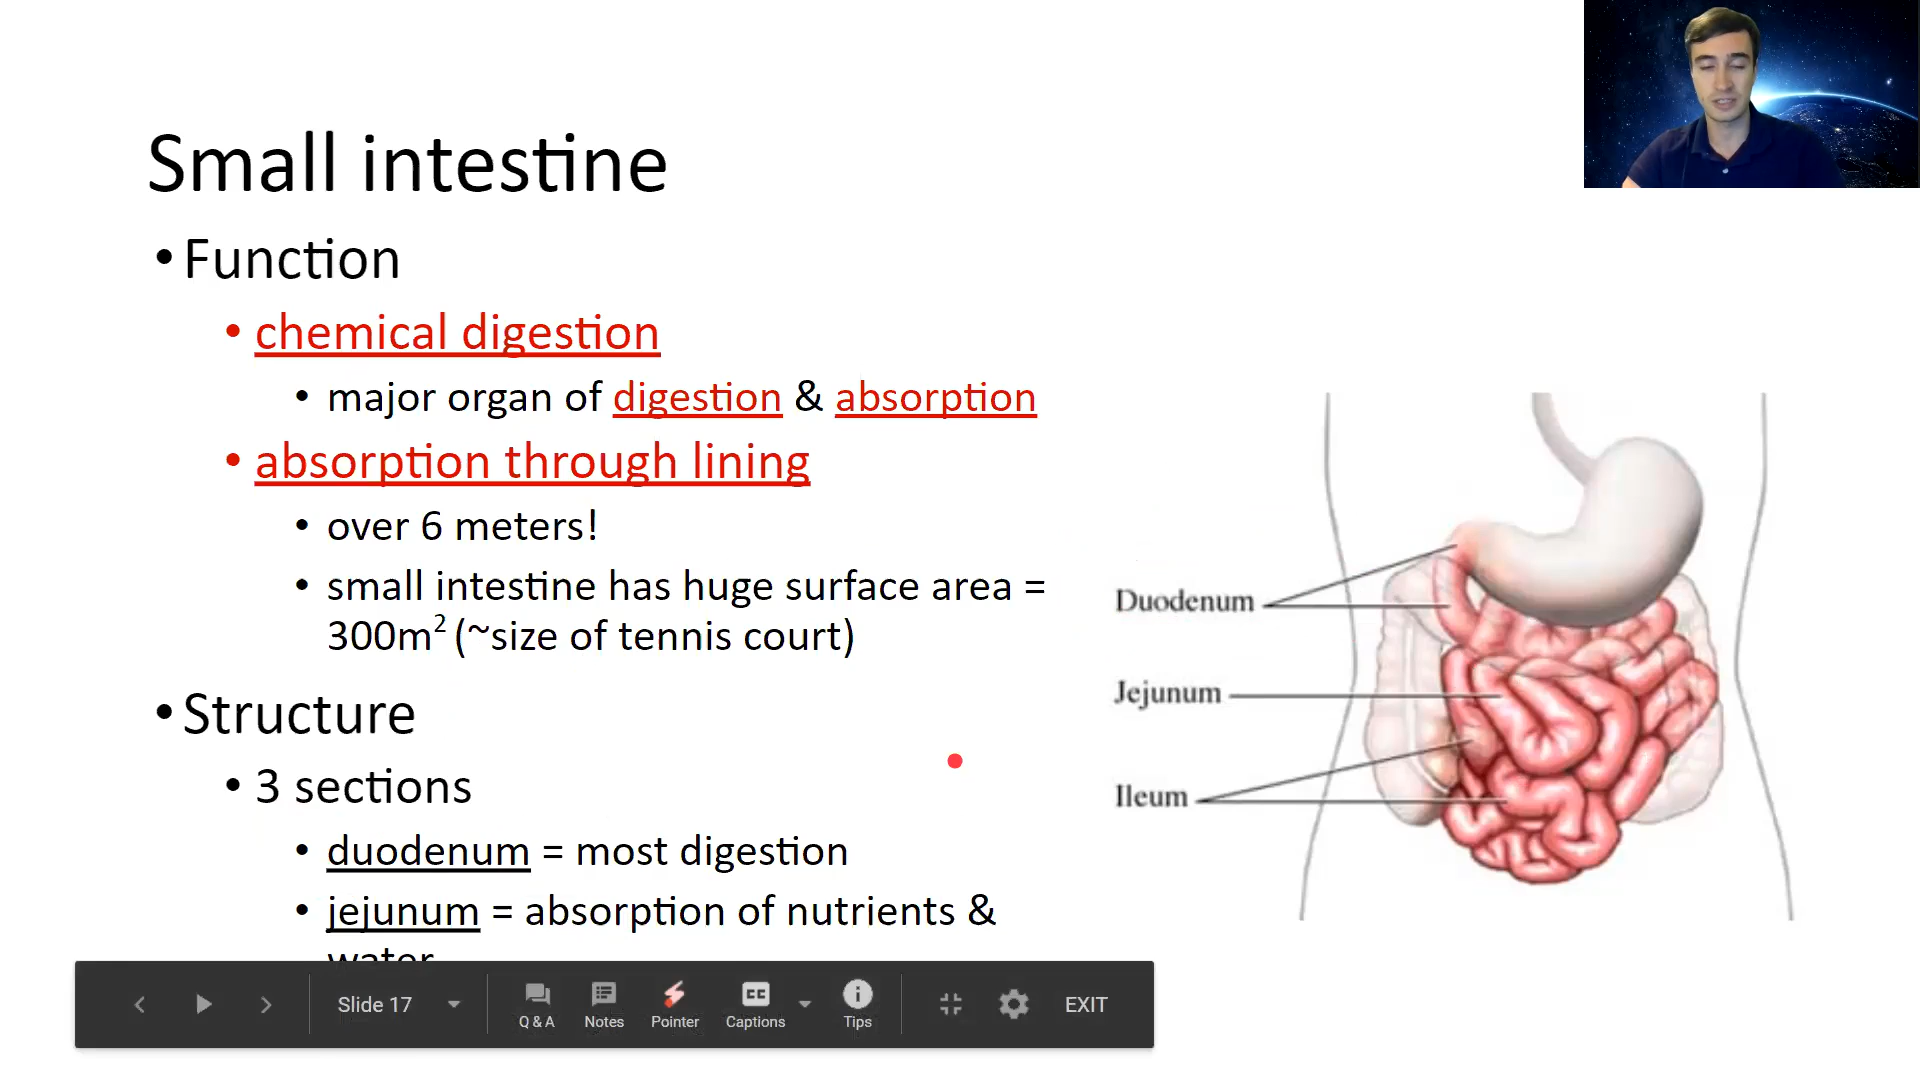 Small intestine
• Function
• chemical digestion
• major organ of digestion & absorption
• absorption through lining
• over 6 meters!
• small intestine has huge surface area =
300m² (~size of tennis court)
• Structure
• 3 sections
• duodenum = most digestion
• jejunum = absorption of nutrients &
water
Duodenum
Jejunum
Ileum
Slide 17
Q & A
Notes
Pointer
CC
Captions
Tips
EXIT